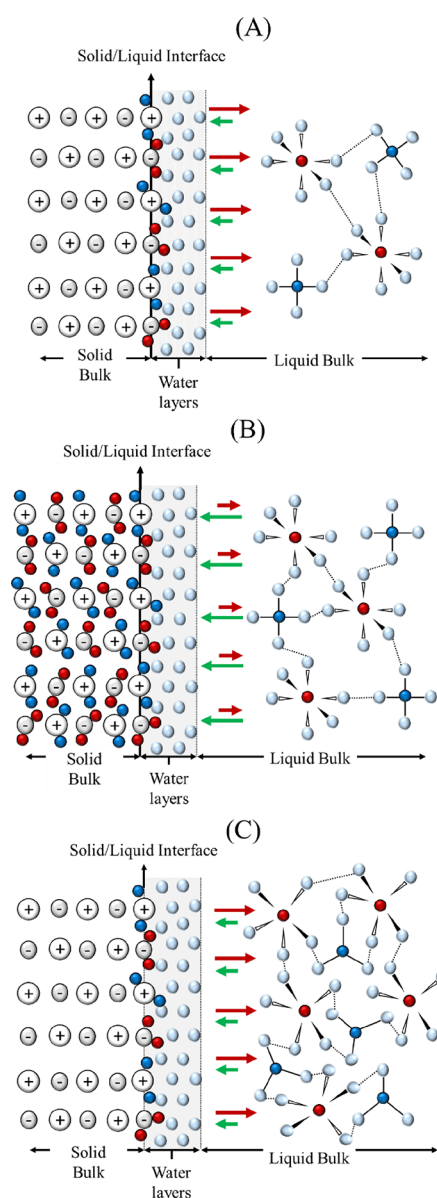 (A)
Solid/Liquid Interface
+ - + - +
- + - + -
+ - + - +
- + - + -
+ - + - +
- + - + -
Solid
Bulk
Water
layers
Liquid Bulk
(B)
Solid/Liquid Interface
+ - + - +
- + - + -
+ - + - +
- + - + -
+ - + - +
- + - + -
Solid
Bulk
Water
layers
Liquid Bulk
(C)
Solid/Liquid Interface
+ - + - +
- + - + -
+ - + - +
- + - + -
+ - + - +
- + - + -
Solid
Bulk
Water
layers
Liquid Bulk